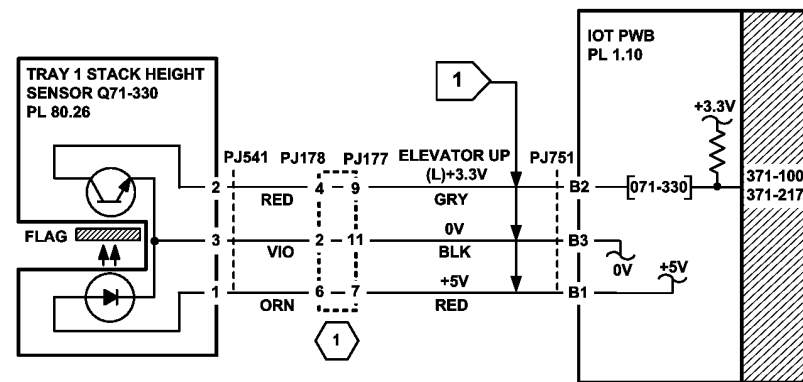 TRAY 1 STACK HEIGHT
SENSOR Q71-330
PL 80.26
FLAG
2
3
1
PJ541
PJ178
PJ177
RED
VIO
ORN
4
9
2
11
6
7
1
1
ELEVATOR UP
(L)+3.3V
GRY
0V
BLK
+5V
RED
PJ751
B2
B3
B1
IOT PWB
PL 1.10
+3.3V
[071-330]
0V
+5V
371-100
371-217